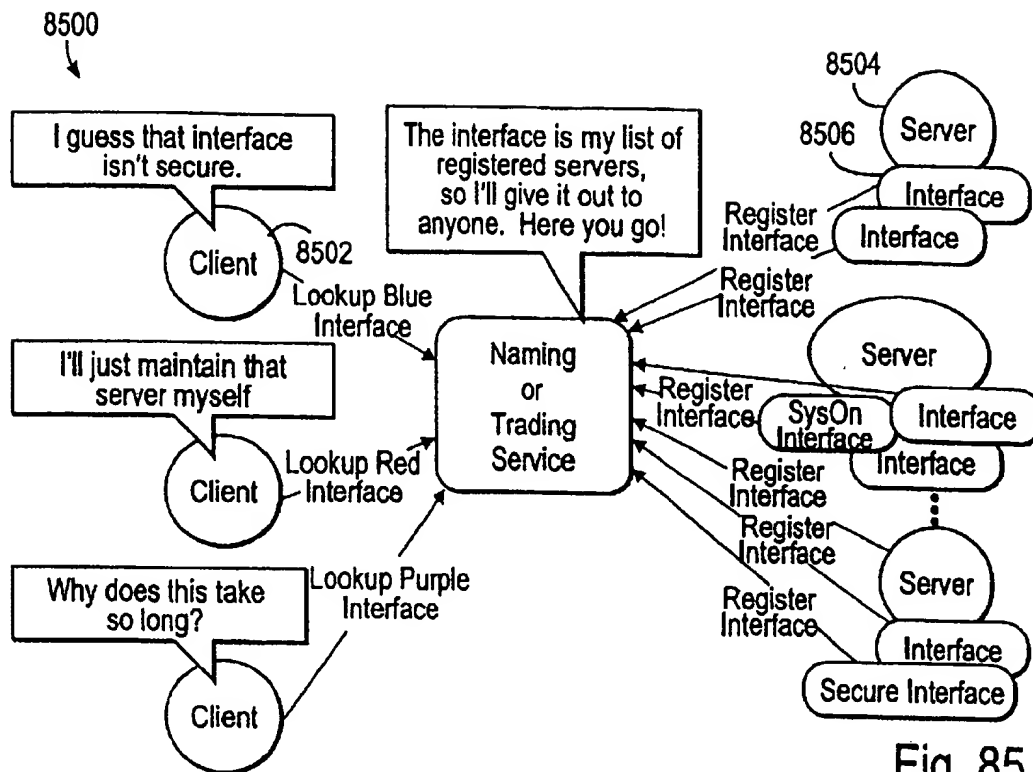 8500
I guess that interface
isn't secure.
Client
8502
Lookup Blue
Interface
I'll just maintain that
server myself
Client
Lookup Red
Interface
Why does this take
so long?
Client
Lookup Purple
Interface
The interface is my list of
registered servers,
so I'll give it out to
anyone. Here you go!
Naming
or
Trading
Service
8504
8506
Server
Interface
Interface
Register
Interface
Register
Interface
Server
Register
Interface
SysOn
Interface
Interface
Interface
Register
Interface
Register
Interface
Register
Interface
Server
Interface
Secure Interface
Fig. 85